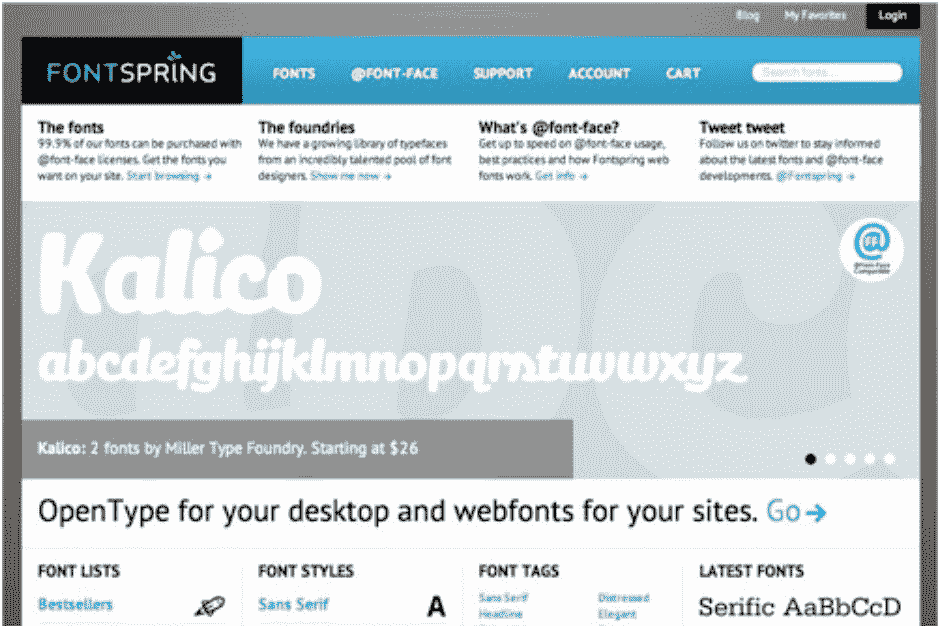 Blog My Favorites Login
FONTSPRING
FONTS @FONT-FACE SUPPORT ACCOUNT CART Search fonts...
The fonts
99.9% of our fonts can be purchased with
@font-face licenses. Get the fonts you
want on your site. Start browsing →
The foundries
We have a growing library of typefaces
from an incredibly talented pool of font
designers. Show me now →
What's @font-face?
Get up to speed on @font-face usage,
best practices and how Fontspring web
fonts work. Get info →
Tweet tweet
Follow us on twitter to stay informed
about the latest fonts and @font-face
developments. @Fontspring →
Kalico
abcdefghijklmnopqrstuvwxyz
@
FF
@font-face
Compatible
Kalico: 2 fonts by Miller Type Foundry. Starting at $26
OpenType for your desktop and webfonts for your sites. Go →
FONT LISTS
Bestsellers
FONT STYLES
Sans Serif A
FONT TAGS
Sans Serif Distressed
Headline Elegant
LATEST FONTS
Serific AaBbCcD